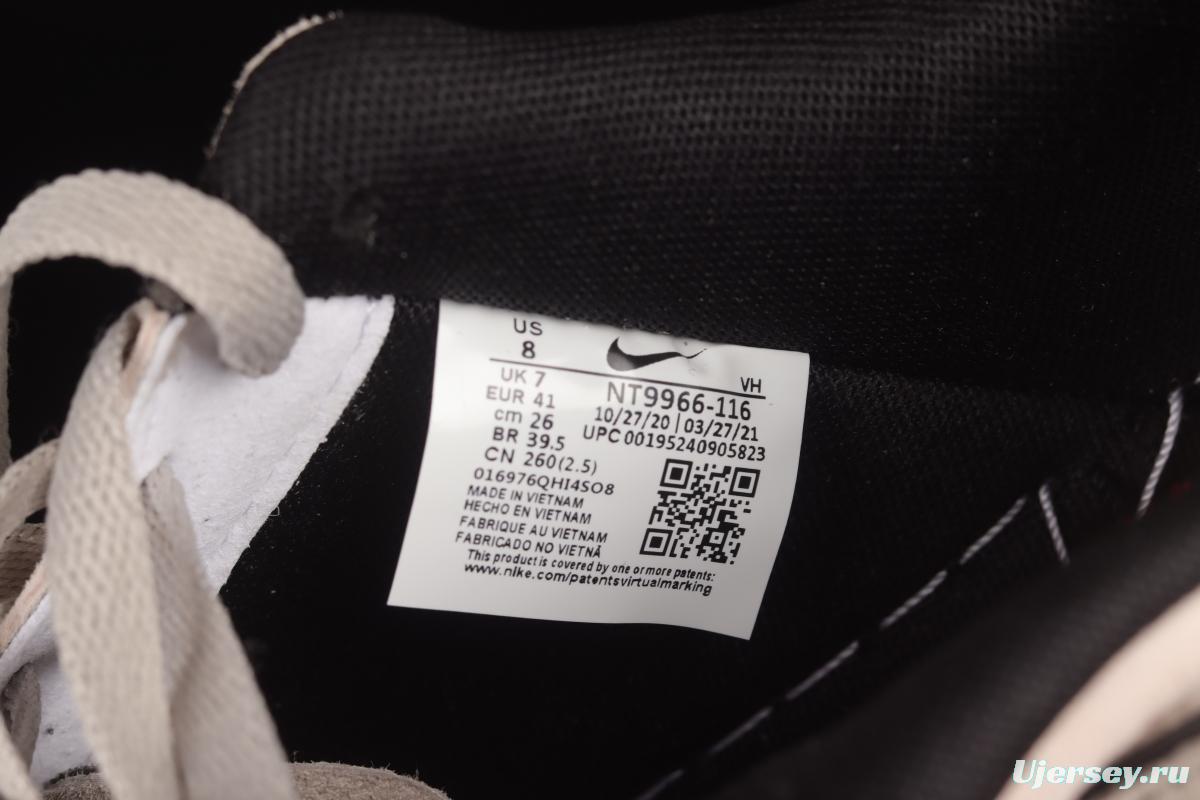 US
8
VH
UK 7
NT9966-116
EUR 41
10/27/20 | 03/27/21
cm 26
UPC 00195240905823
BR 39.5
CN 260(2.5)
016976QHI4SO8
MADE IN VIETNAM
HECHO EN VIETNAM
FABRIQUE AU VIETNAM
FABRICADO NO VIETNÃ
This product is covered by one or more patents:
www.nike.com/patentsvirtualmarking
Ujersey.ru